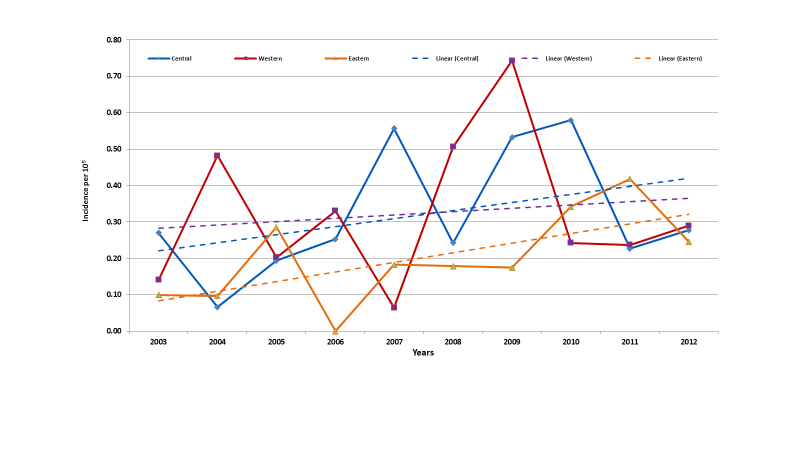 0.80
Central Western Eastern Linear (Central) Linear (Western) Linear (Eastern)
0.70
0.60
0.50
0.40
0.30
0.20
0.10
0.00
Incidence per 10⁵
2003 2004 2005 2006 2007 2008 2009 2010 2011 2012
Years